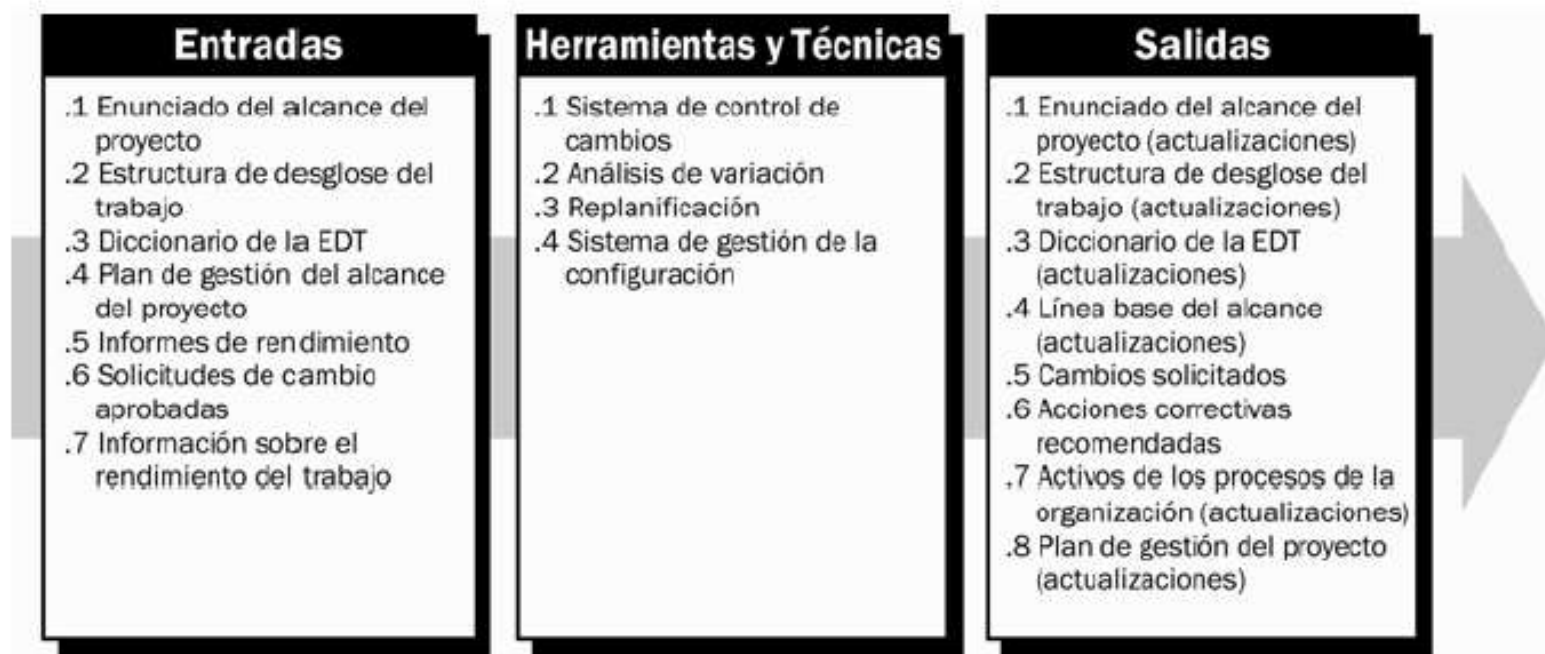 Entradas
.1 Enunciado del alcance del
proyecto
.2 Estructura de desglose del
trabajo
.3 Diccionario de la EDT
.4 Plan de gestión del alcance
del proyecto
.5 Informes de rendimiento
.6 Solicitudes de cambio
aprobadas
.7 Información sobre el
rendimiento del trabajo
Herramientas y Técnicas
.1 Sistema de control de
cambios
.2 Análisis de variación
.3 Replanificación
.4 Sistema de gestión de la
configuración
Salidas
.1 Enunciado del alcance del
proyecto (actualizaciones)
.2 Estructura de desglose del
trabajo (actualizaciones)
.3 Diccionario de la EDT
(actualizaciones)
.4 Línea base del alcance
(actualizaciones)
.5 Cambios solicitados
.6 Acciones correctivas
recomendadas
.7 Activos de los procesos de la
organización (actualizaciones)
.8 Plan de gestión del proyecto
(actualizaciones)